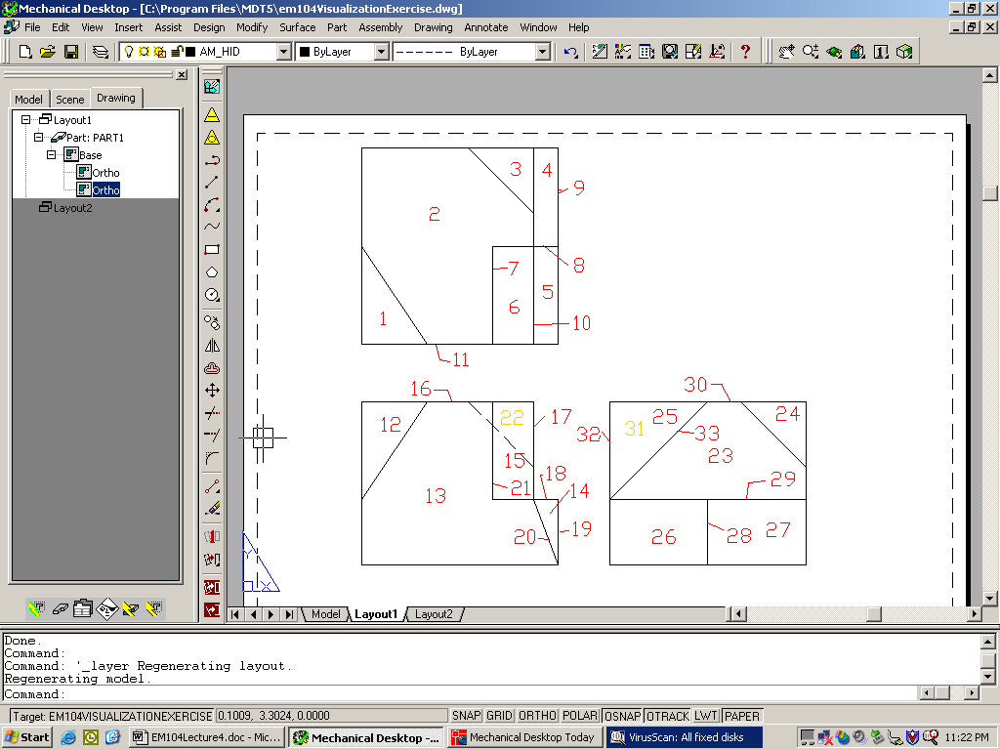 Mechanical Desktop - [C:\Program Files\MDT5\em104VisualizationExercise.dwg]
File Edit View Insert Assist Design Modify Surface Part Assembly Drawing Annotate Window Help
AM_HID ByLayer ByLayer
Model Scene Drawing
Layout1
Part: PART1
Base
Ortho
Ortho
Layout2
3 4
9
2
7 8
5
6
1 10
11
16 30
12 22 17 32 31 25 24
33
15 23
18
13 21 14 29
20 19 26 28 27
Y
X
Model Layout1 Layout2
Done.
Command:
Command: '_layer Regenerating layout.
Regenerating model.
Command:
Target: EM104VISUALIZATIONEXERCISE 0.1009, 3.3024, 0.0000 SNAP GRID ORTHO POLAR OSNAP OTRACK LWT PAPER
Start EM104Lecture4.doc - Mic... Mechanical Desktop -... Mechanical Desktop Today VirusScan: All fixed disks 11:22 PM